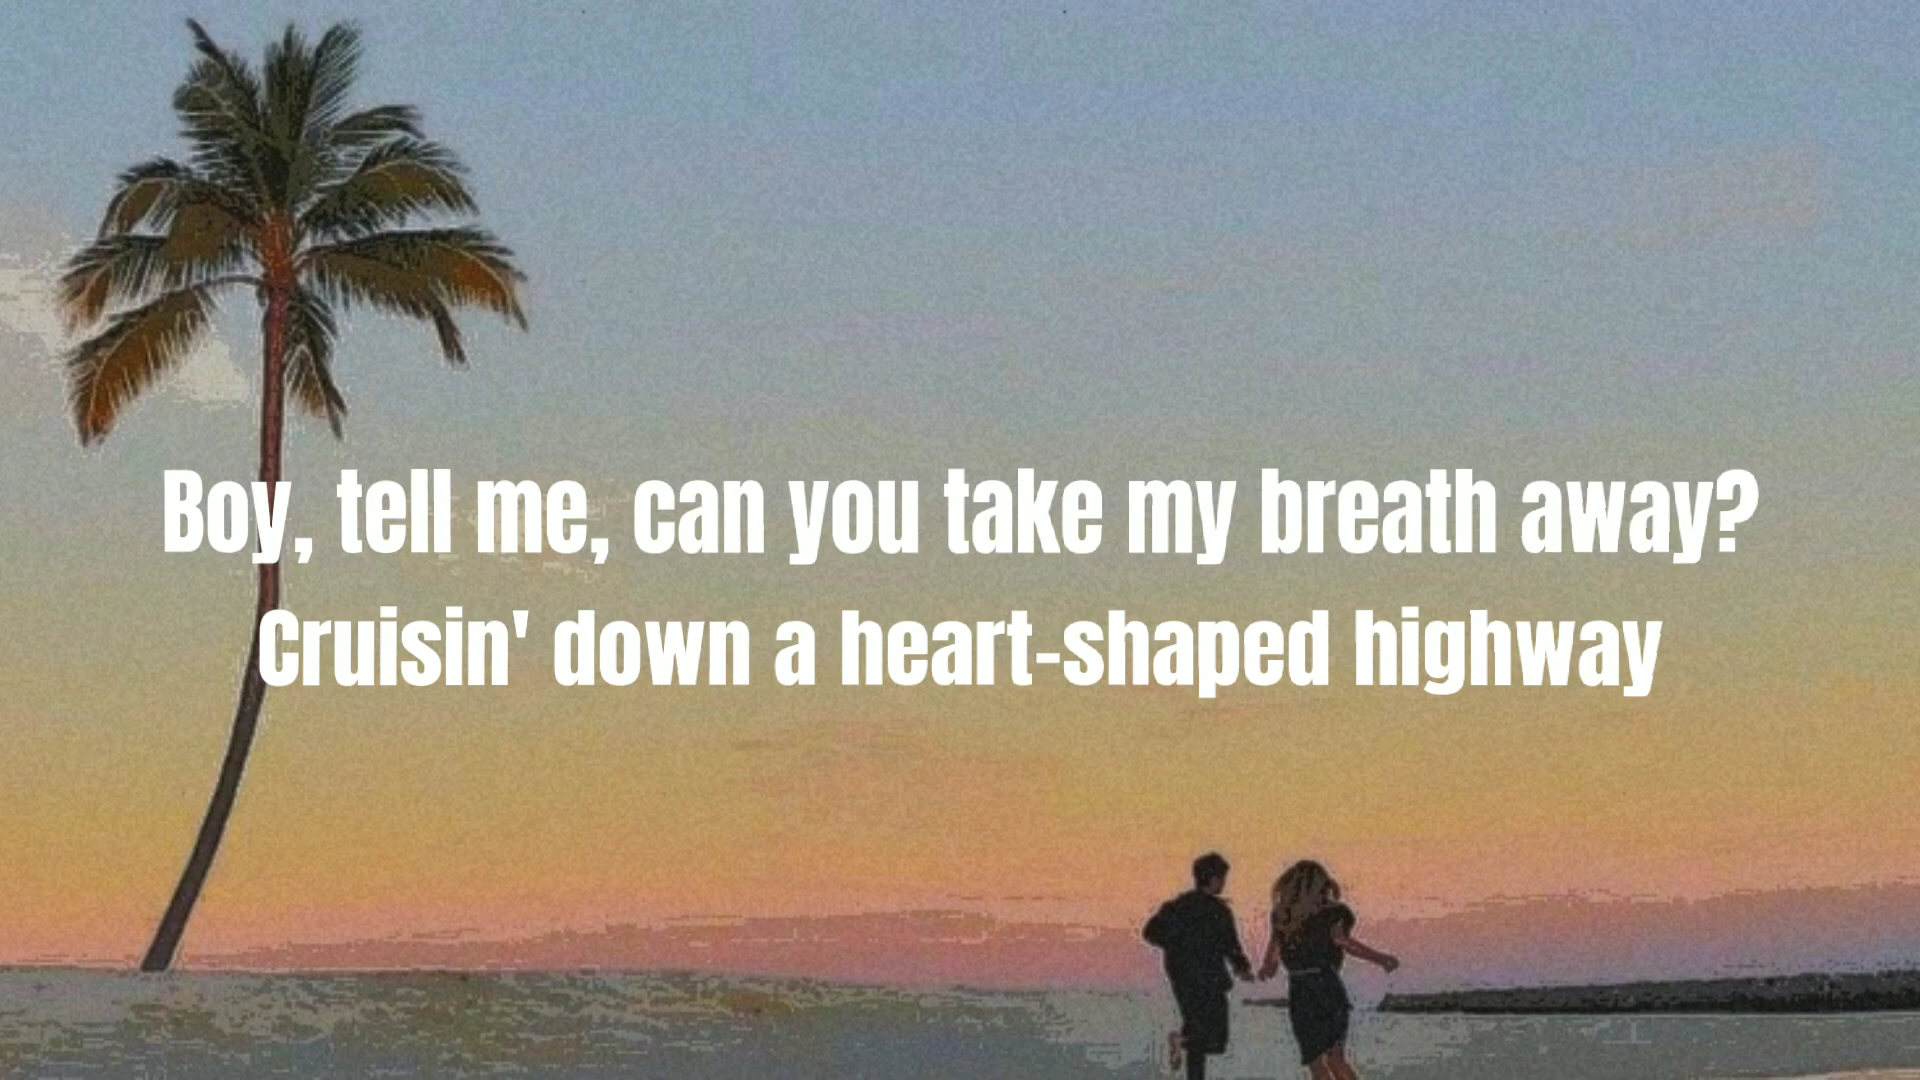 Boy, tell me, can you take my breath away?
Cruisin' down a heart-shaped highway